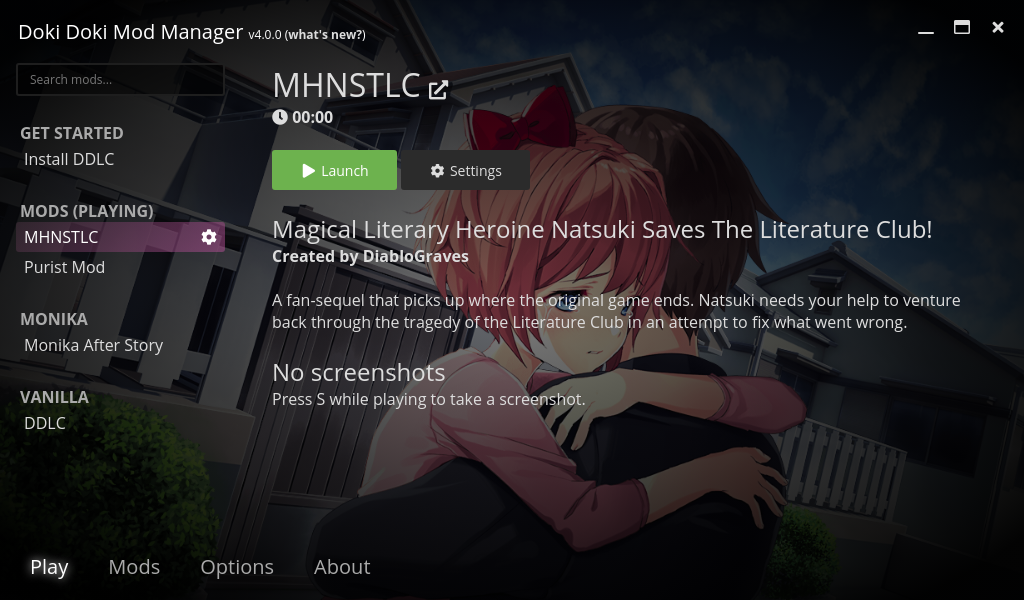 Doki Doki Mod Manager v4.0.0 (what's new?)
Search mods...
GET STARTED
Install DDLC
MODS (PLAYING)
MHNSTLC
Purist Mod
MONIKA
Monika After Story
VANILLA
DDLC
MHNSTLC
00:00
Launch
Settings
Magical Literary Heroine Natsuki Saves The Literature Club!
Created by DiabloGraves
A fan-sequel that picks up where the original game ends. Natsuki needs your help to venture
back through the tragedy of the Literature Club in an attempt to fix what went wrong.
No screenshots
Press S while playing to take a screenshot.
Play
Mods
Options
About